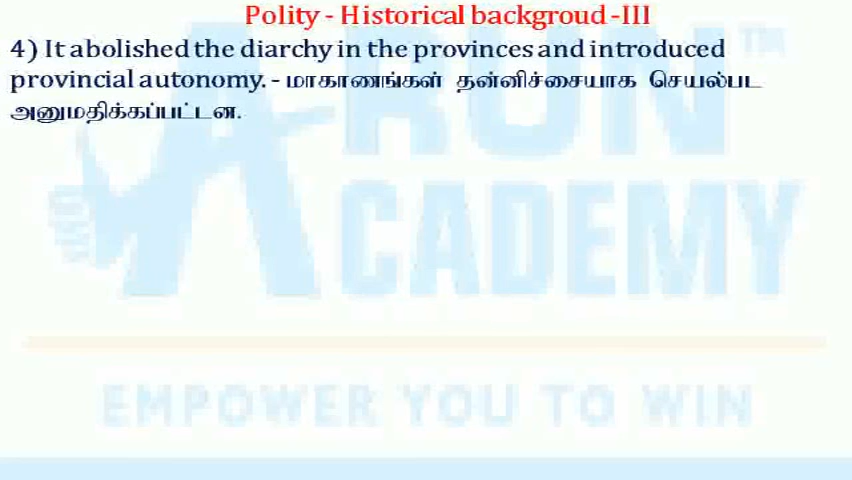 Polity - Historical backgroud -III
4) It abolished the diarchy in the provinces and introduced
provincial autonomy. - மாகாணங்கள் தன்னிச்சையாக செயல்பட
அனுமதிக்கப்பட்டன.
ARUN™
ACADEMY
EMPOWER YOU TO WIN